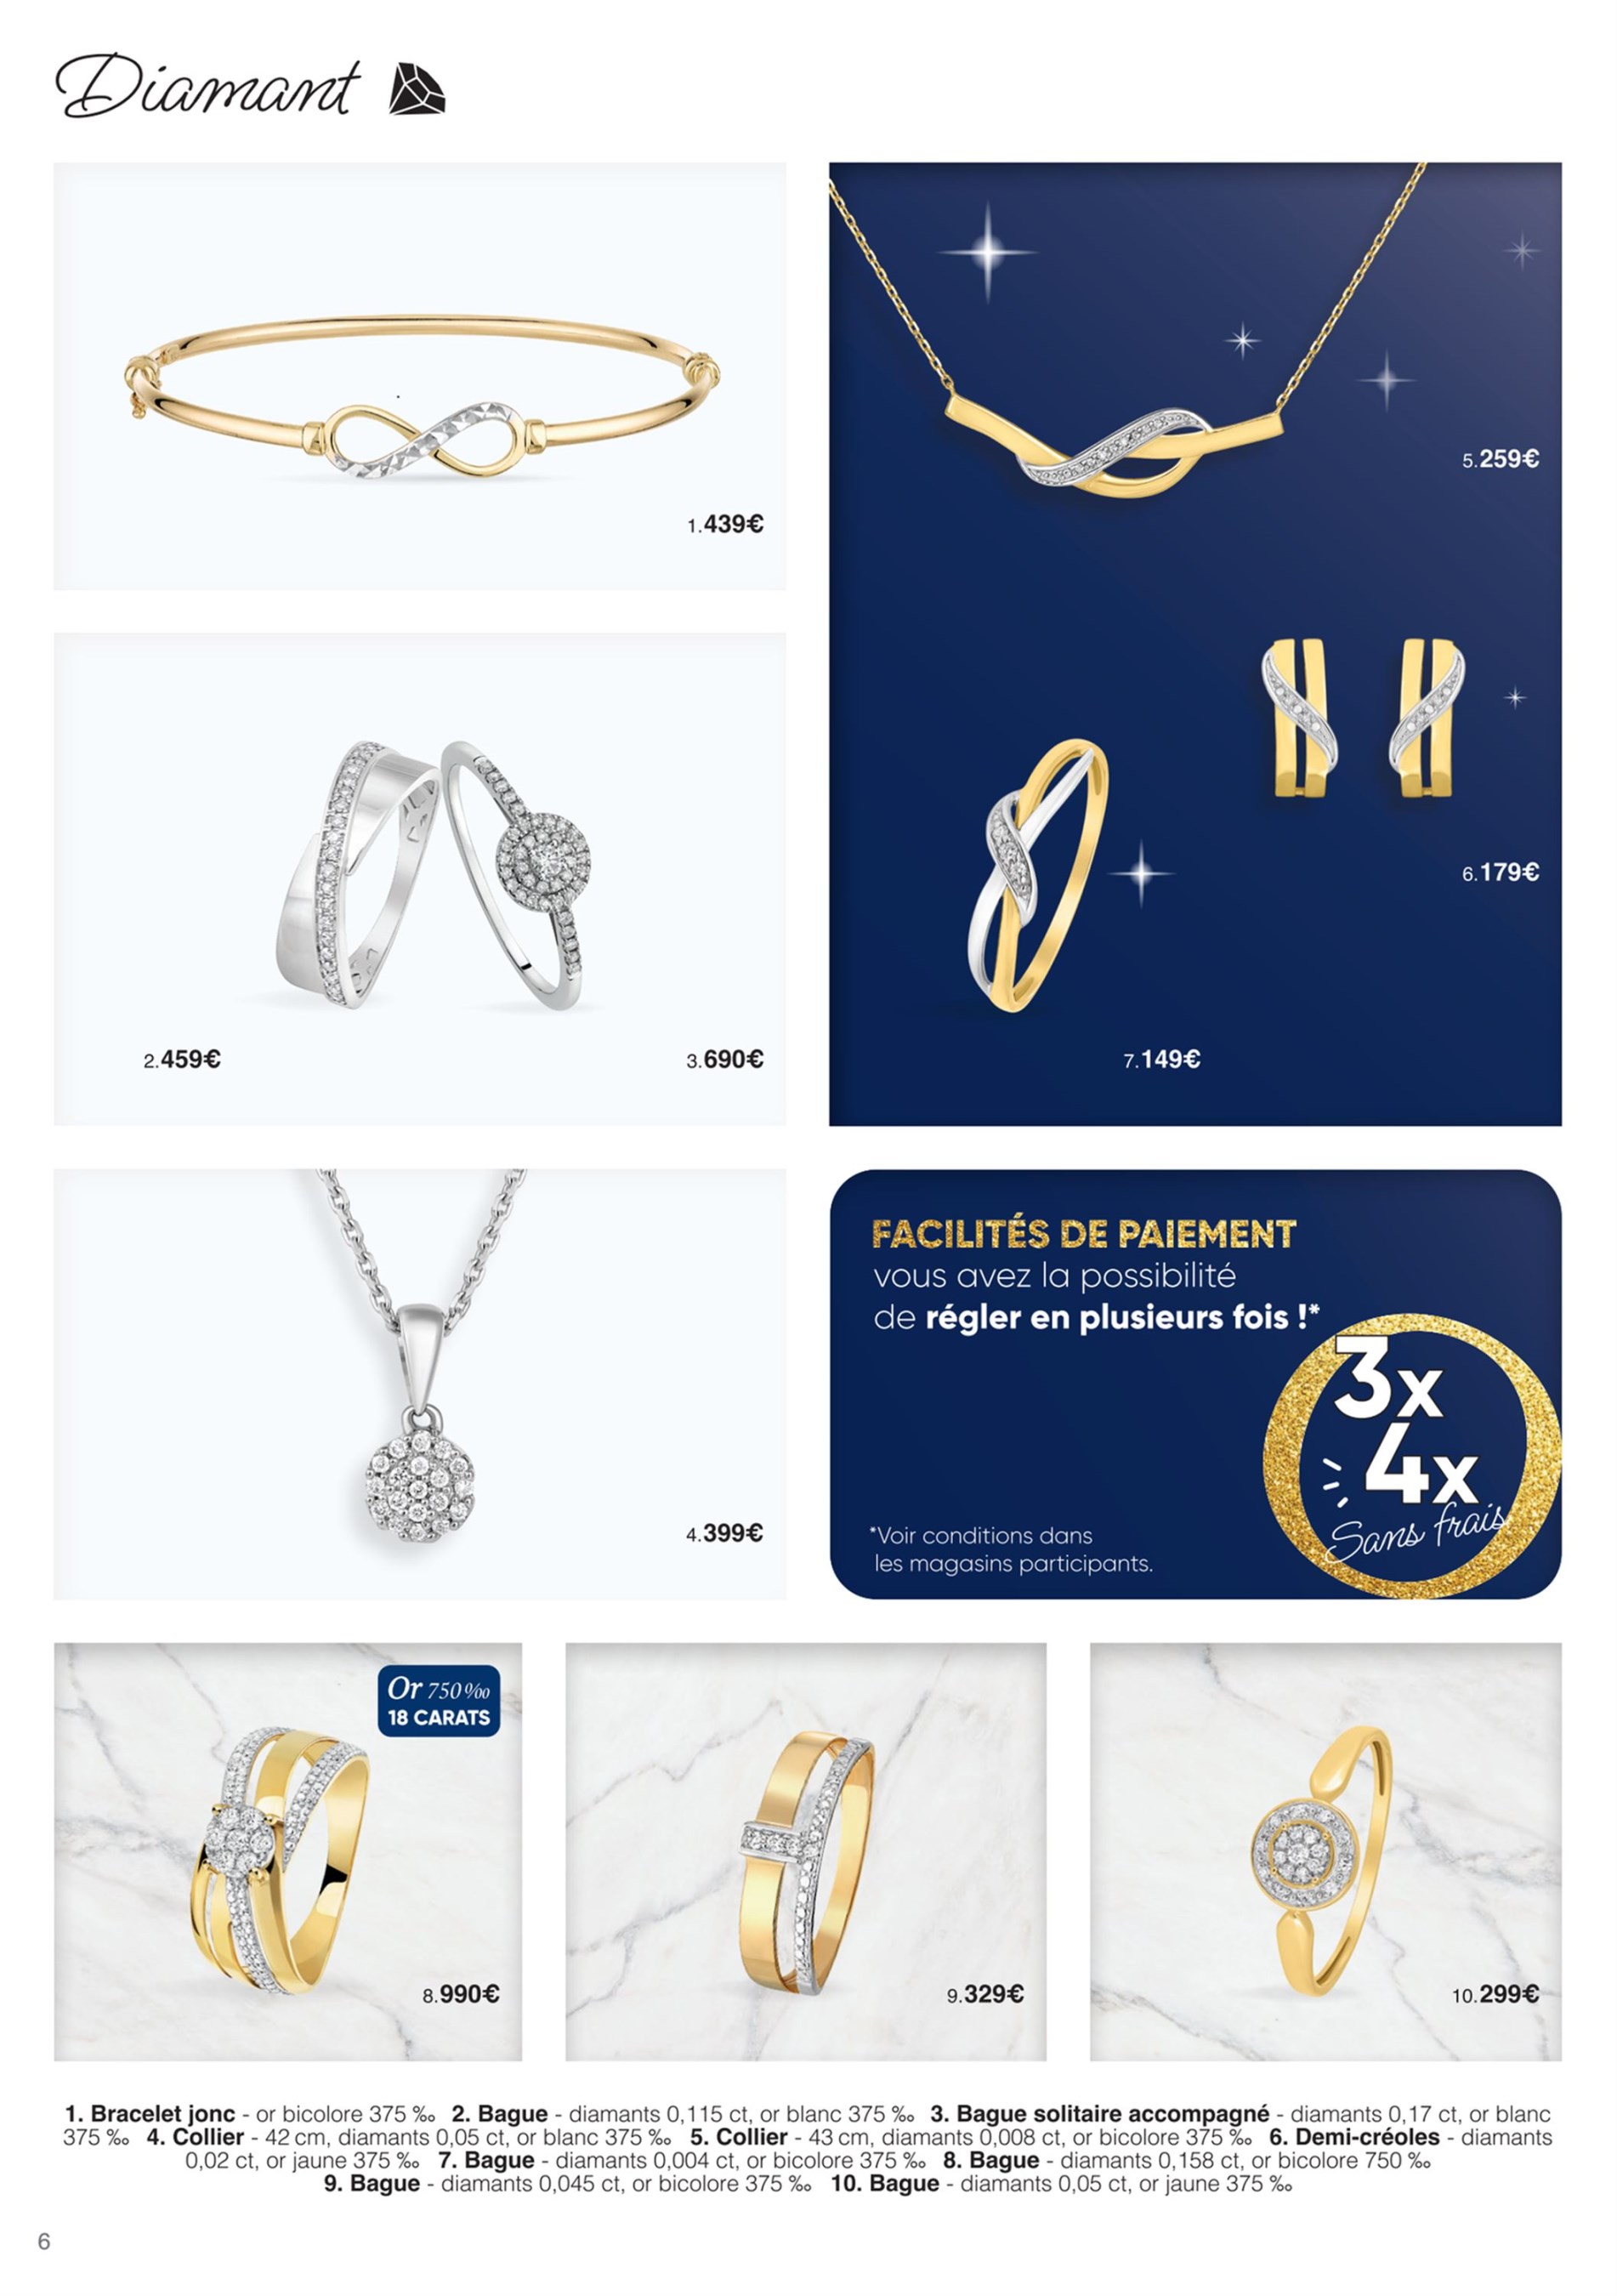 Diamant
1.439€
5.259€
6.179€
2.459€
3.690€
7.149€
FACILITÉS DE PAIEMENT
vous avez la possibilité
de régler en plusieurs fois !*
3x
4x
Sans frais
*Voir conditions dans
les magasins participants.
4.399€
Or 750‰
18 CARATS
8.990€
9.329€
10.299€
1. Bracelet jonc - or bicolore 375 ‰ 2. Bague - diamants 0,115 ct, or blanc 375 ‰ 3. Bague solitaire accompagné - diamants 0,17 ct, or blanc
375 ‰ 4. Collier - 42 cm, diamants 0,05 ct, or blanc 375 ‰ 5. Collier - 43 cm, diamants 0,008 ct, or bicolore 375 ‰ 6. Demi-créoles - diamants
0,02 ct, or jaune 375 ‰ 7. Bague - diamants 0,004 ct, or bicolore 375 ‰ 8. Bague - diamants 0,158 ct, or bicolore 750 ‰
9. Bague - diamants 0,045 ct, or bicolore 375 ‰ 10. Bague - diamants 0,05 ct, or jaune 375 ‰
6